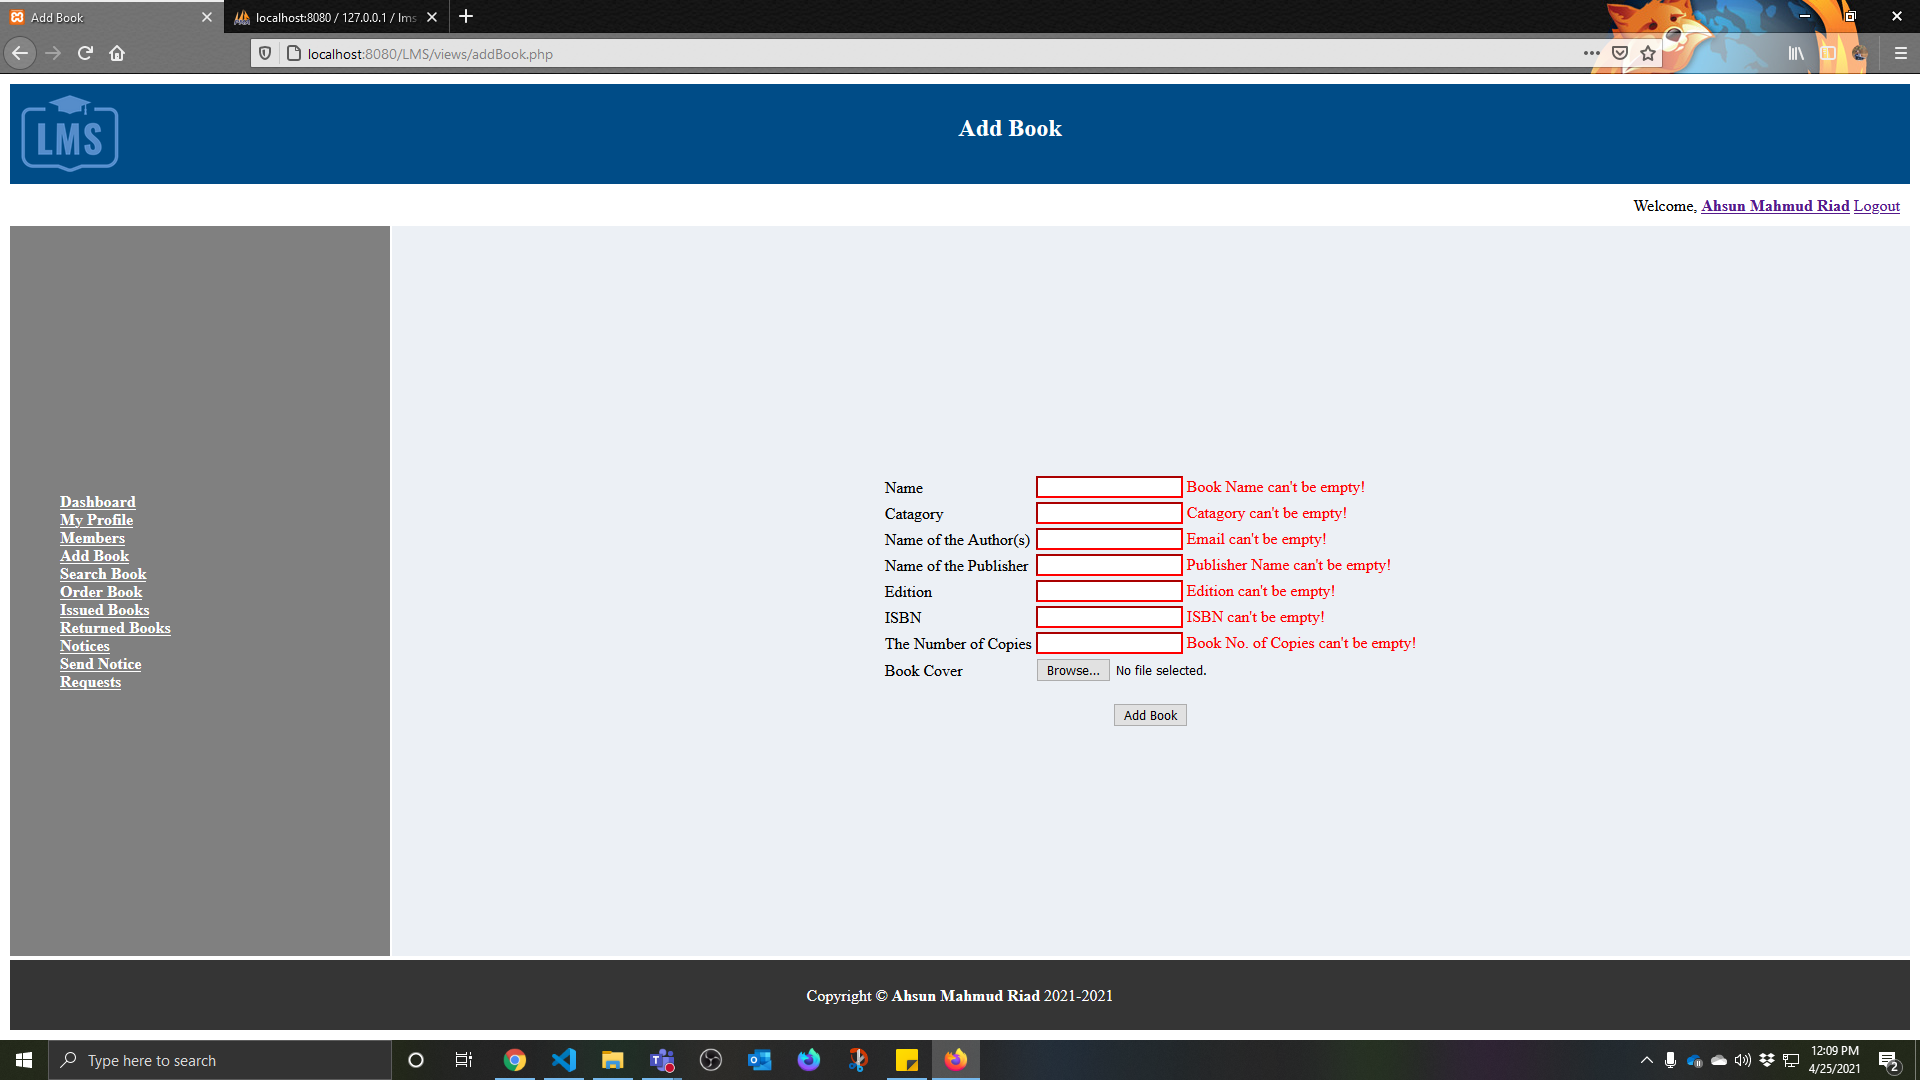 Add Book
localhost:8080 / 127.0.0.1 / lms
localhost:8080/LMS/views/addBook.php
LMS
Add Book
Welcome, Ahsun Mahmud Riad Logout
Dashboard
My Profile
Members
Add Book
Search Book
Order Book
Issued Books
Returned Books
Notices
Send Notice
Requests
Name Book Name can't be empty!
Catagory Catagory can't be empty!
Name of the Author(s) Email can't be empty!
Name of the Publisher Publisher Name can't be empty!
Edition Edition can't be empty!
ISBN ISBN can't be empty!
The Number of Copies Book No. of Copies can't be empty!
Book Cover Browse... No file selected.
Add Book
Copyright © Ahsun Mahmud Riad 2021-2021
Type here to search
12:09 PM
4/25/2021
2